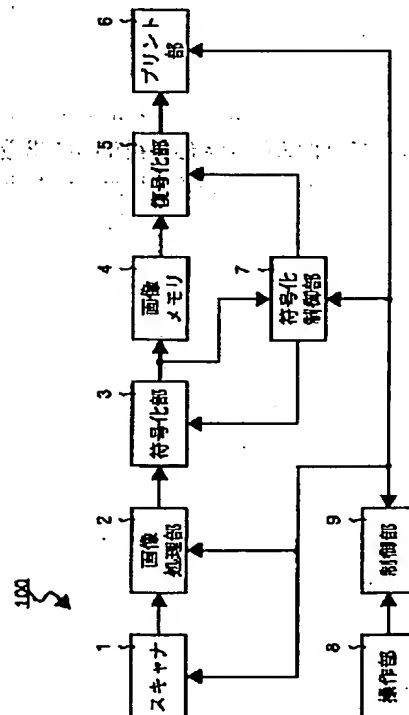 100
1
スキャナ
2
画像
処理部
3
符号化部
4
画像
メモリ
5
復号化部
6
プリント
部
7
符号化
制御部
8
操作部
9
制御部